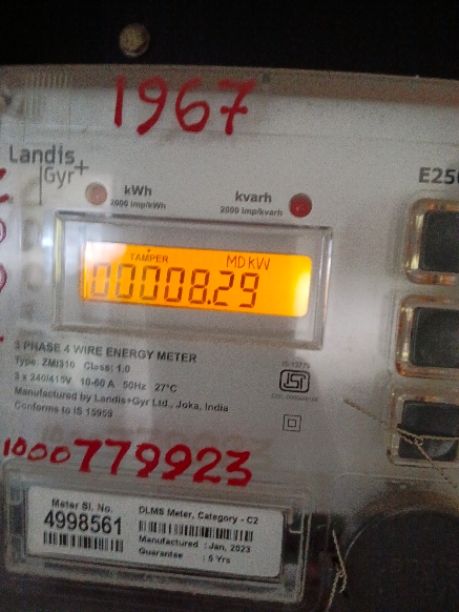 1967
Landis
Gyr+
E250
kWh
2000 imp/kWh
kvarh
2000 imp/kvarh
TAMPER
MD kW
00008.29
3 PHASE 4 WIRE ENERGY METER
Type: ZMI310 Class: 1.0
3 x 240/415V 10-60 A 50Hz 27°C
Manufactured by Landis+Gyr Ltd., Joka, India
Conforms to IS 15959
IS 13779
1000779923
Meter Sl. No.
4998561
DLMS Meter, Category - C2
Manufactured : Jan, 2023
Guarantee : 5 Yrs